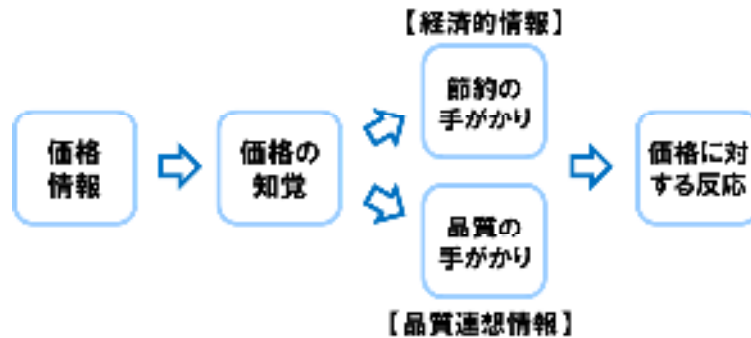 【経済的情報】
節約の
手がかり
価格
情報
価格の
知覚
価格に対
する反応
品質の
手がかり
【品質連想情報】